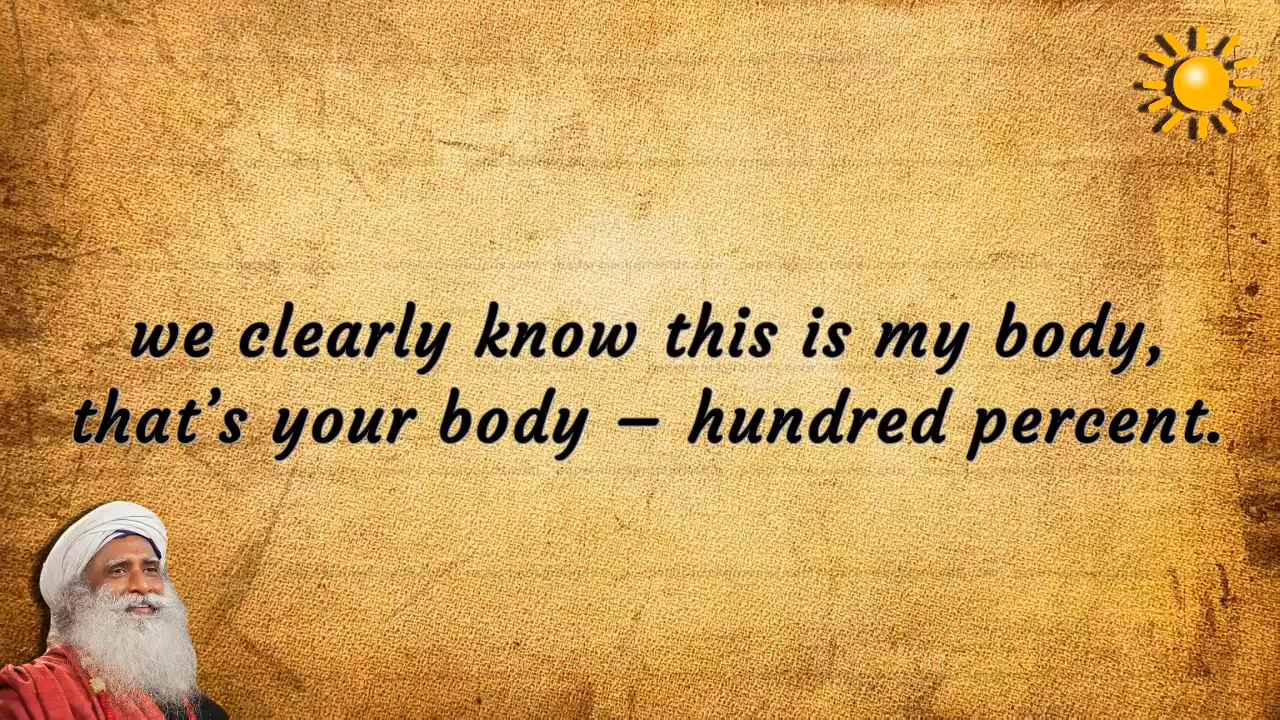 we clearly know this is my body,
that's your body – hundred percent.